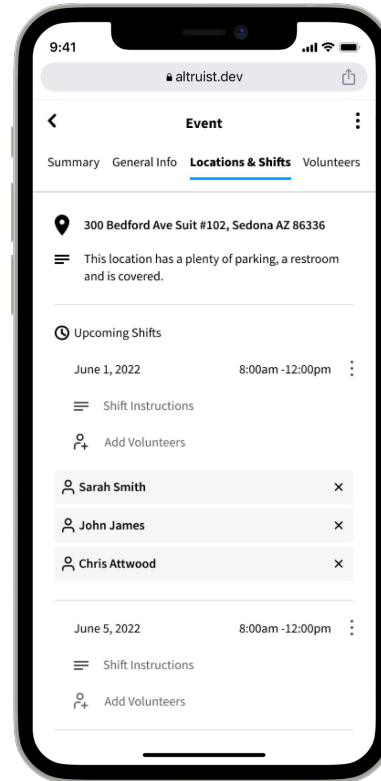 9:41
altruist.dev
Event
Summary General Info Locations & Shifts Volunteers
300 Bedford Ave Suit #102, Sedona AZ 86336
This location has a plenty of parking, a restroom
and is covered.
Upcoming Shifts
June 1, 2022 8:00am -12:00pm
Shift Instructions
Add Volunteers
Sarah Smith
John James
Chris Attwood
June 5, 2022 8:00am -12:00pm
Shift Instructions
Add Volunteers